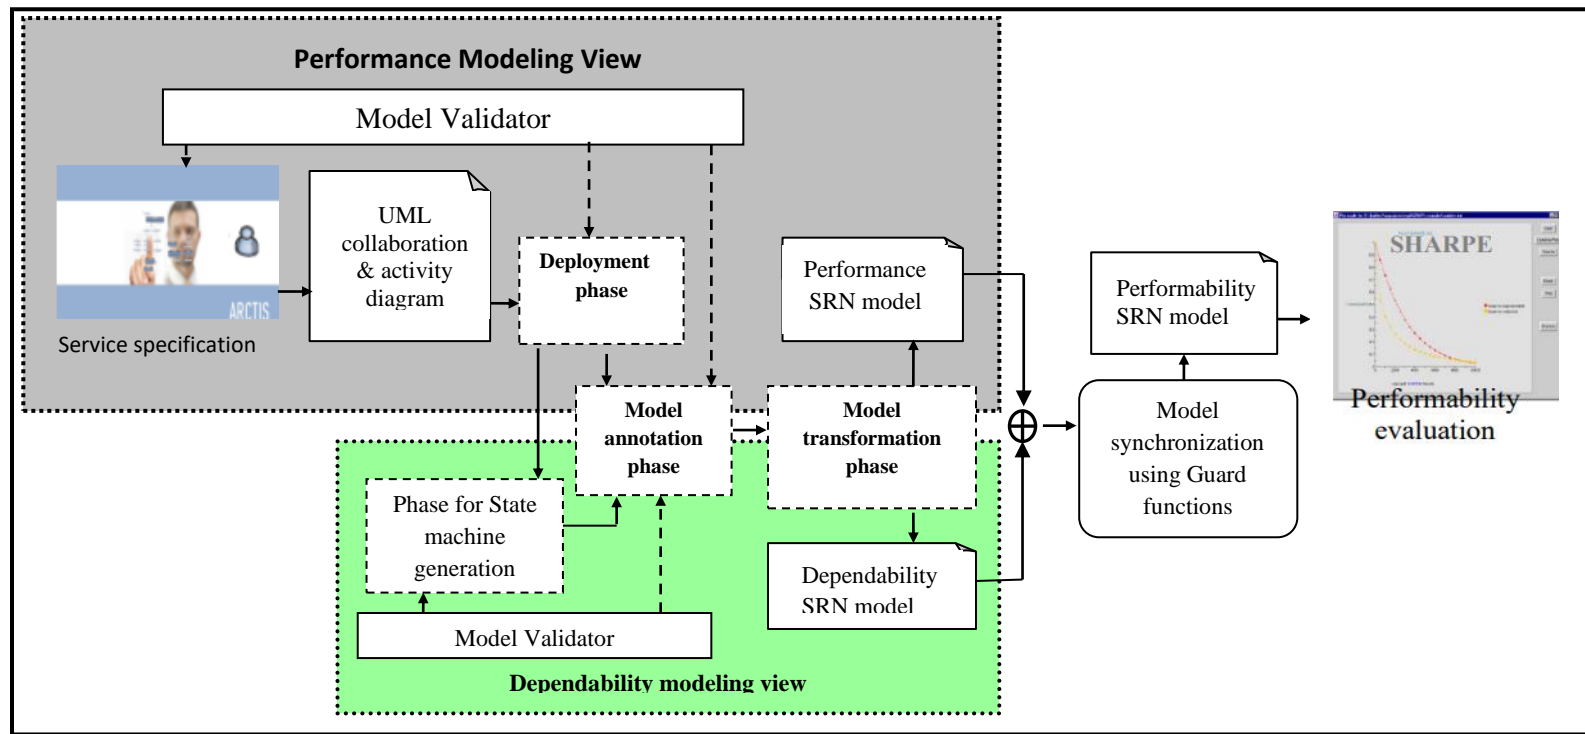 Performance Modeling View
Model Validator
ARCTIS
Service specification
UML
collaboration
& activity
diagram
Deployment
phase
Performance
SRN model
Model
annotation
phase
Model
transformation
phase
Phase for State
machine
generation
Model Validator
Dependability
SRN model
Dependability modeling view
Performability
SRN model
Model
synchronization
using Guard
functions
SHARPE
Performability
evaluation